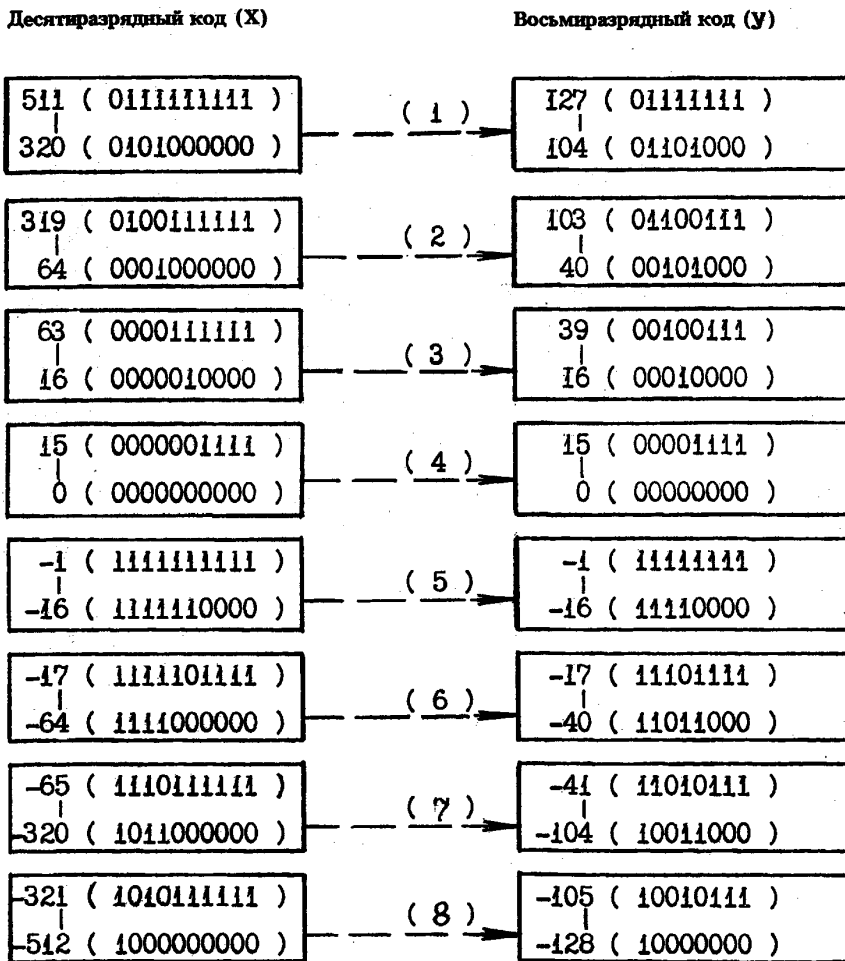 Десятиразрядный код (X) Восьмиразрядный код (У)
511 ( 0111111111 ) ( 1 ) 127 ( 01111111 )
320 ( 0101000000 ) 104 ( 01101000 )
319 ( 0100111111 ) ( 2 ) 103 ( 01100111 )
64 ( 0001000000 ) 40 ( 00101000 )
63 ( 0000111111 ) ( 3 ) 39 ( 00100111 )
16 ( 0000010000 ) 16 ( 00010000 )
15 ( 0000001111 ) ( 4 ) 15 ( 00001111 )
0 ( 0000000000 ) 0 ( 00000000 )
-1 ( 1111111111 ) ( 5 ) -1 ( 11111111 )
-16 ( 1111110000 ) -16 ( 11110000 )
-17 ( 1111101111 ) ( 6 ) -17 ( 11101111 )
-64 ( 1111000000 ) -40 ( 11011000 )
-65 ( 1110111111 ) ( 7 ) -41 ( 11010111 )
-320 ( 1011000000 ) -104 ( 10011000 )
-321 ( 1010111111 ) ( 8 ) -105 ( 10010111 )
-512 ( 1000000000 ) -128 ( 10000000 )